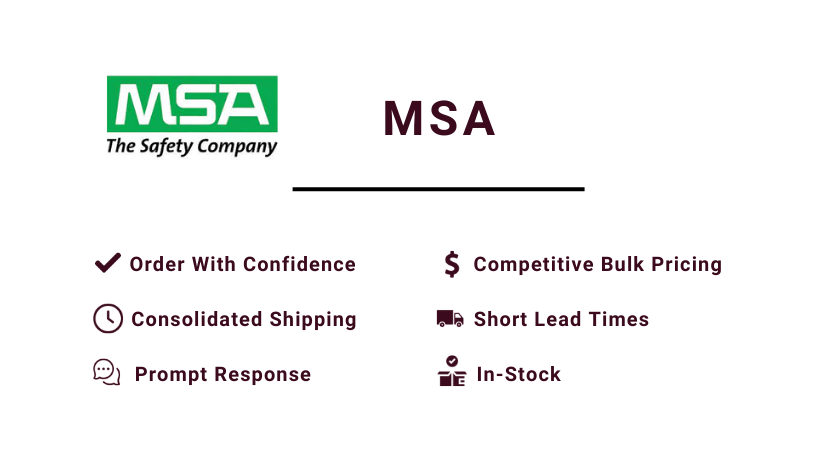 MSA
The Safety Company
MSA
Order With Confidence
$ Competitive Bulk Pricing
Consolidated Shipping
Short Lead Times
Prompt Response
In-Stock